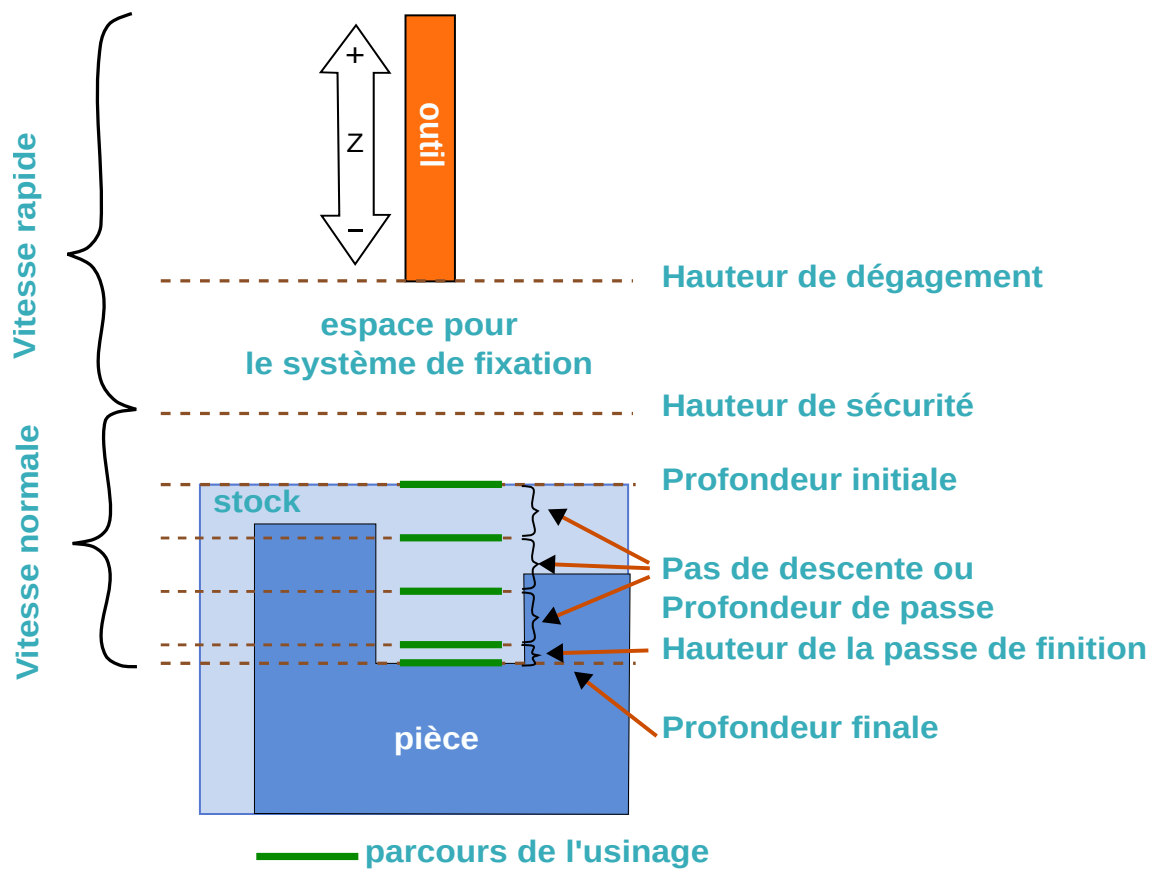 +
Z
−
outil
Vitesse rapide
Hauteur de dégagement
espace pour
le système de fixation
Hauteur de sécurité
Vitesse normale
Profondeur initiale
stock
Pas de descente ou
Profondeur de passe
Hauteur de la passe de finition
Profondeur finale
pièce
parcours de l'usinage